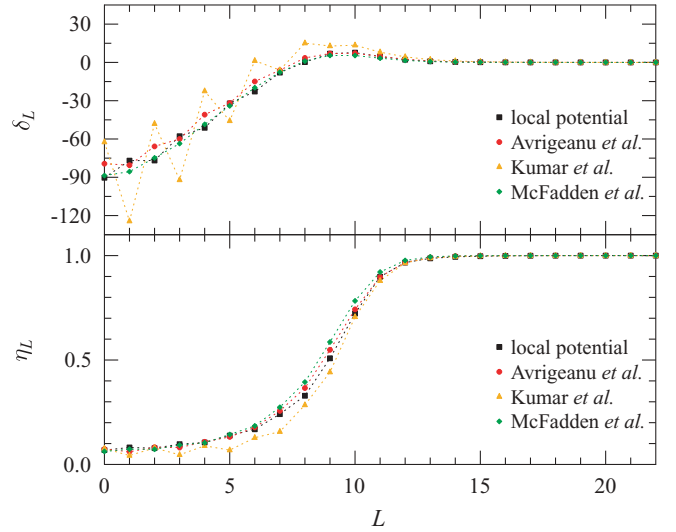 30
0
-30
-60
-90
-120
δL
local potential
Avrigeanu et al.
Kumar et al.
McFadden et al.
1.0
0.5
0.0
ηL
local potential
Avrigeanu et al.
Kumar et al.
McFadden et al.
0 5 10 15 20
L